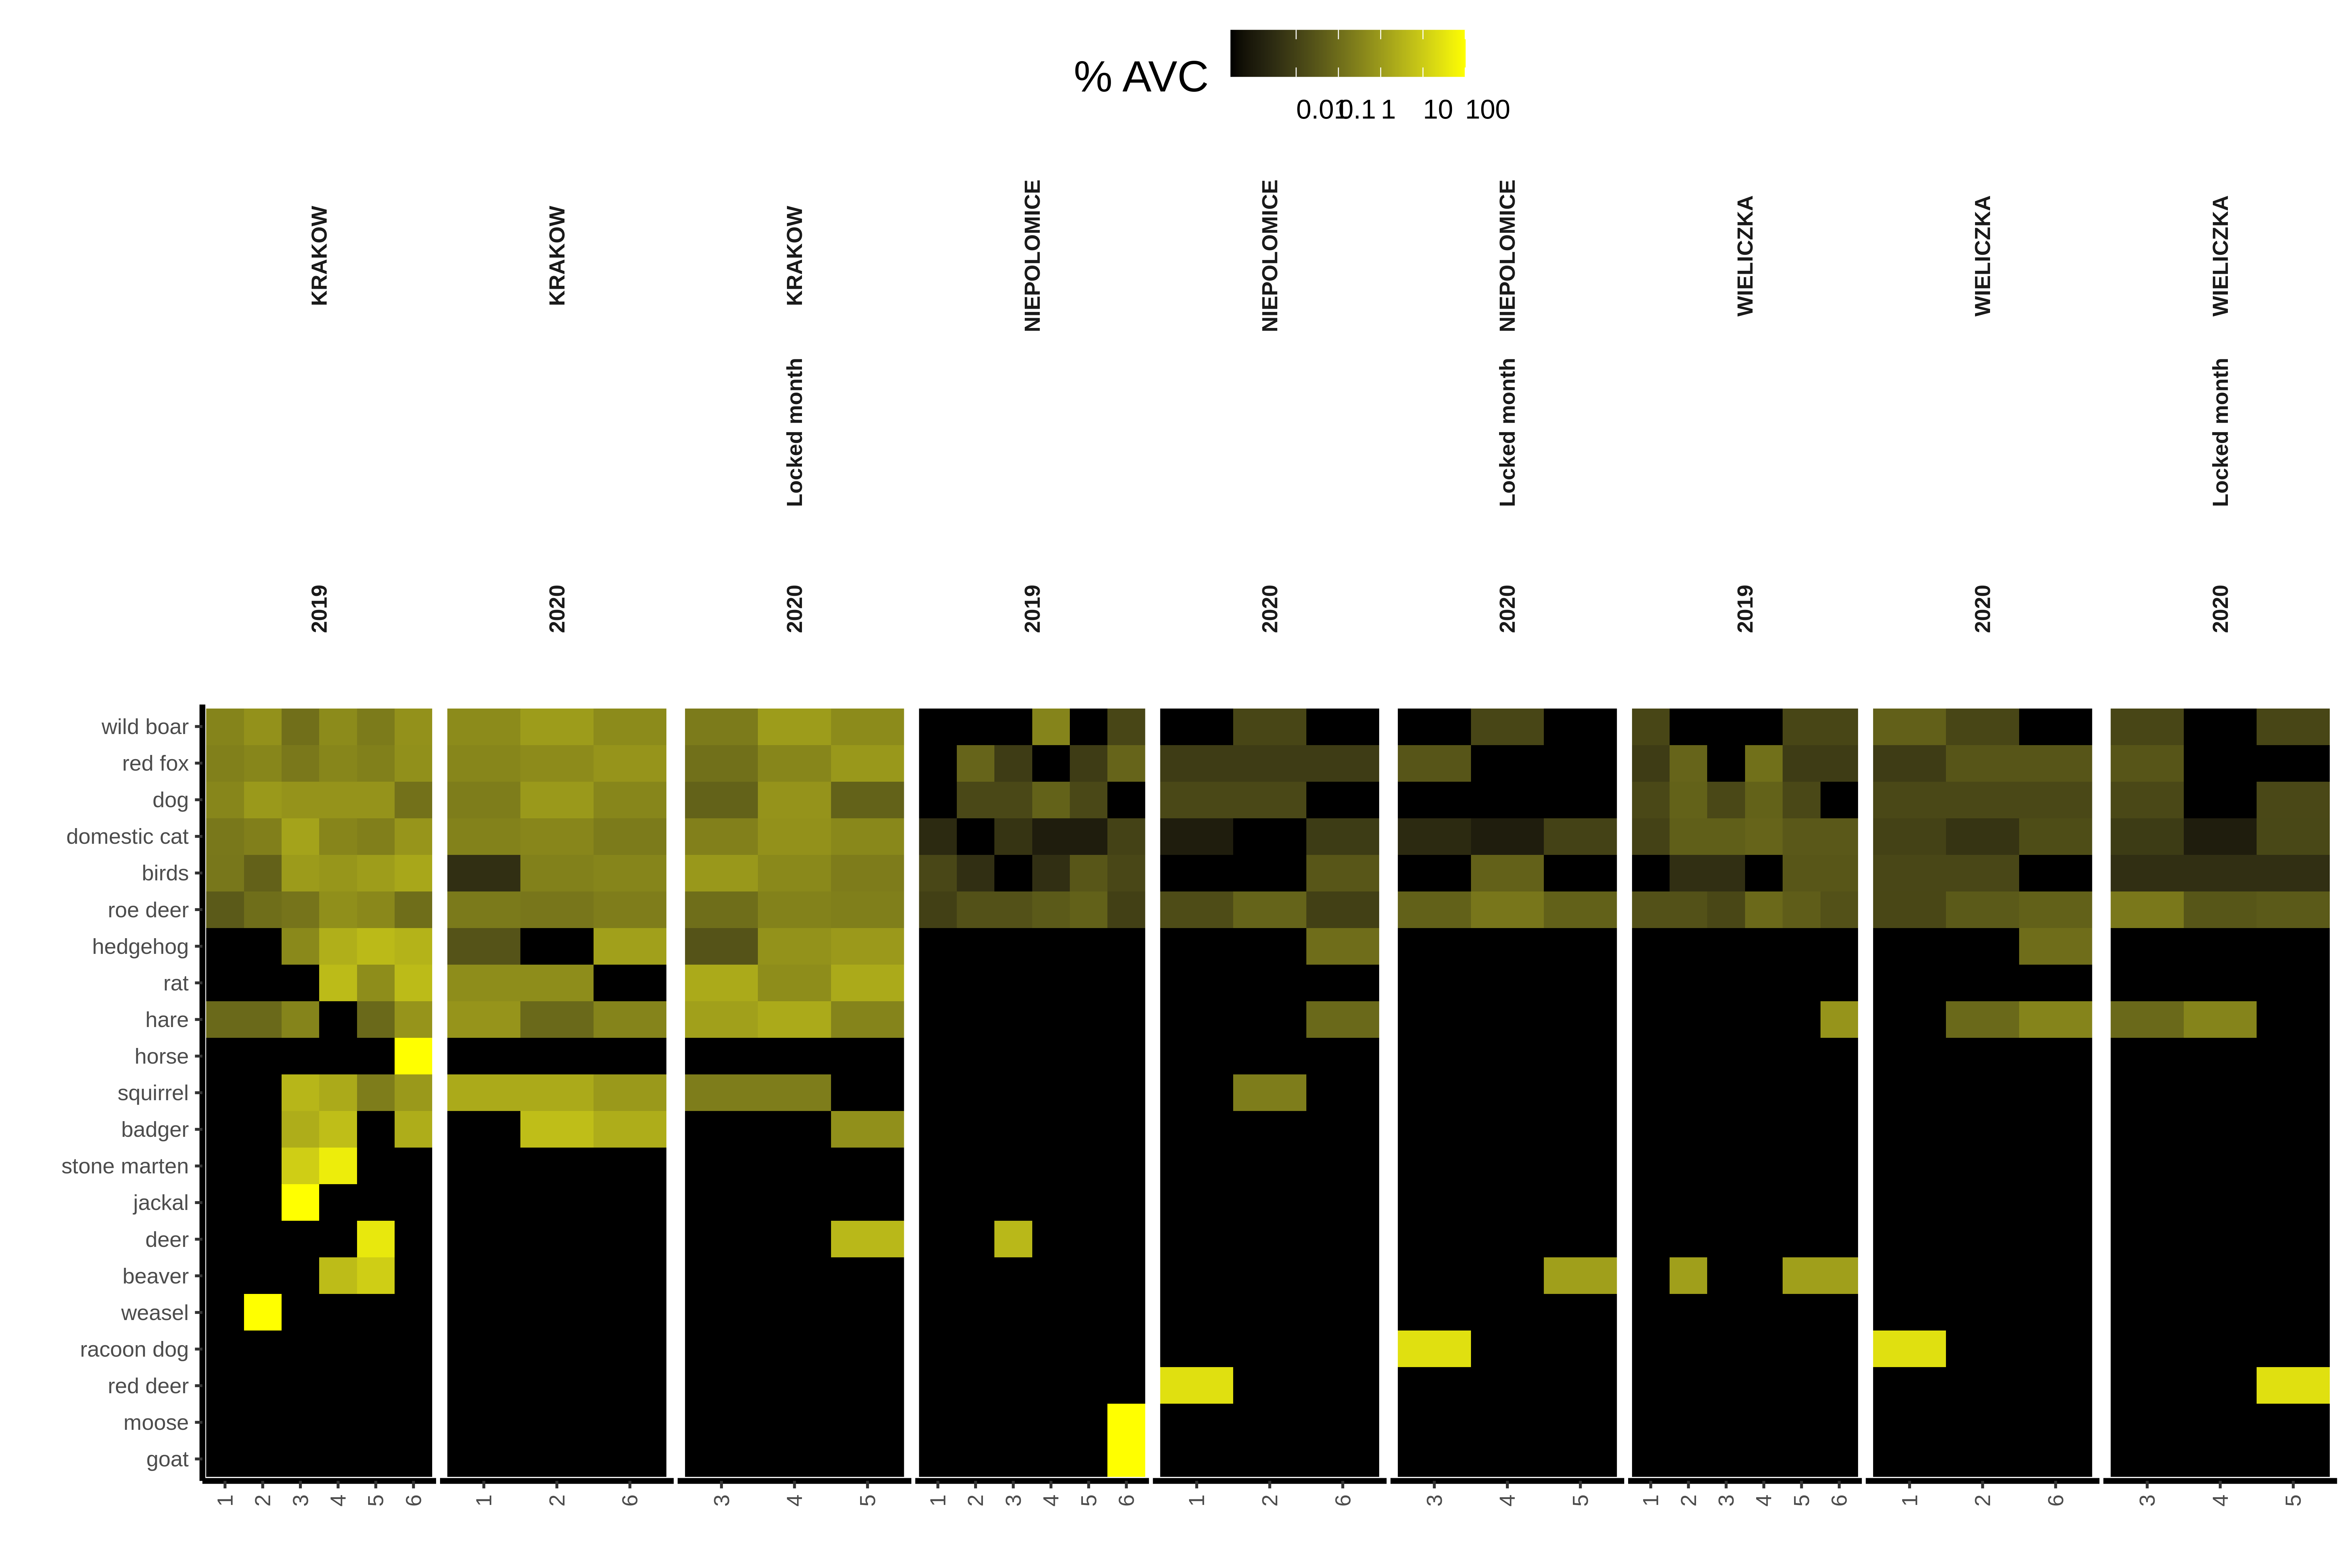 % AVC
0.01 0.1 1 10 100
KRAKOW KRAKOW KRAKOW NIEPOLOMICE NIEPOLOMICE NIEPOLOMICE WIELICZKA WIELICZKA WIELICZKA
Locked month Locked month Locked month
2019 2020 2020 2019 2020 2020 2019 2020 2020
wild boar
red fox
dog
domestic cat
birds
roe deer
hedgehog
rat
hare
horse
squirrel
badger
stone marten
jackal
deer
beaver
weasel
racoon dog
red deer
moose
goat
1 2 3 4 5 6 1 2 6 3 4 5 1 2 3 4 5 6 1 2 6 3 4 5 1 2 3 4 5 6 1 2 6 3 4 5